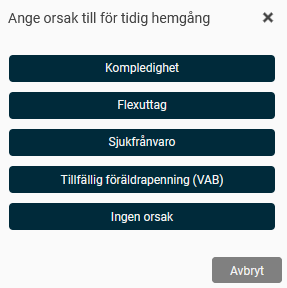 Ange orsak till för tidig hemgång ×
Kompledighet
Flexuttag
Sjukfrånvaro
Tillfällig föräldrapenning (VAB)
Ingen orsak
Avbryt